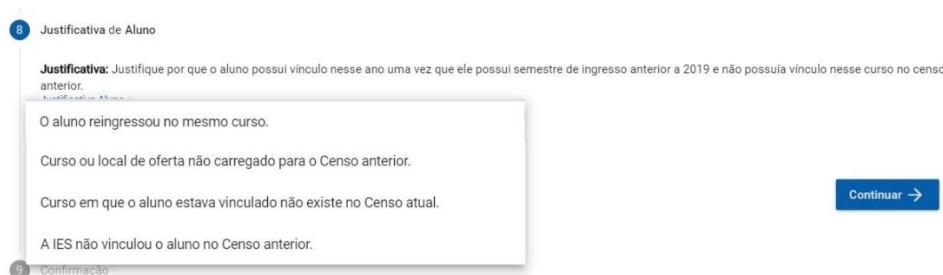 8 Justificativa de Aluno
Justificativa: Justifique por que o aluno possui vínculo nesse ano uma vez que ele possui semestre de ingresso anterior a 2019 e não possuía vínculo nesse curso no censo
anterior.
O aluno reingressou no mesmo curso.
Curso ou local de oferta não carregado para o Censo anterior.
Curso em que o aluno estava vinculado não existe no Censo atual.
Continuar →
A IES não vinculou o aluno no Censo anterior.
9 Confirmação